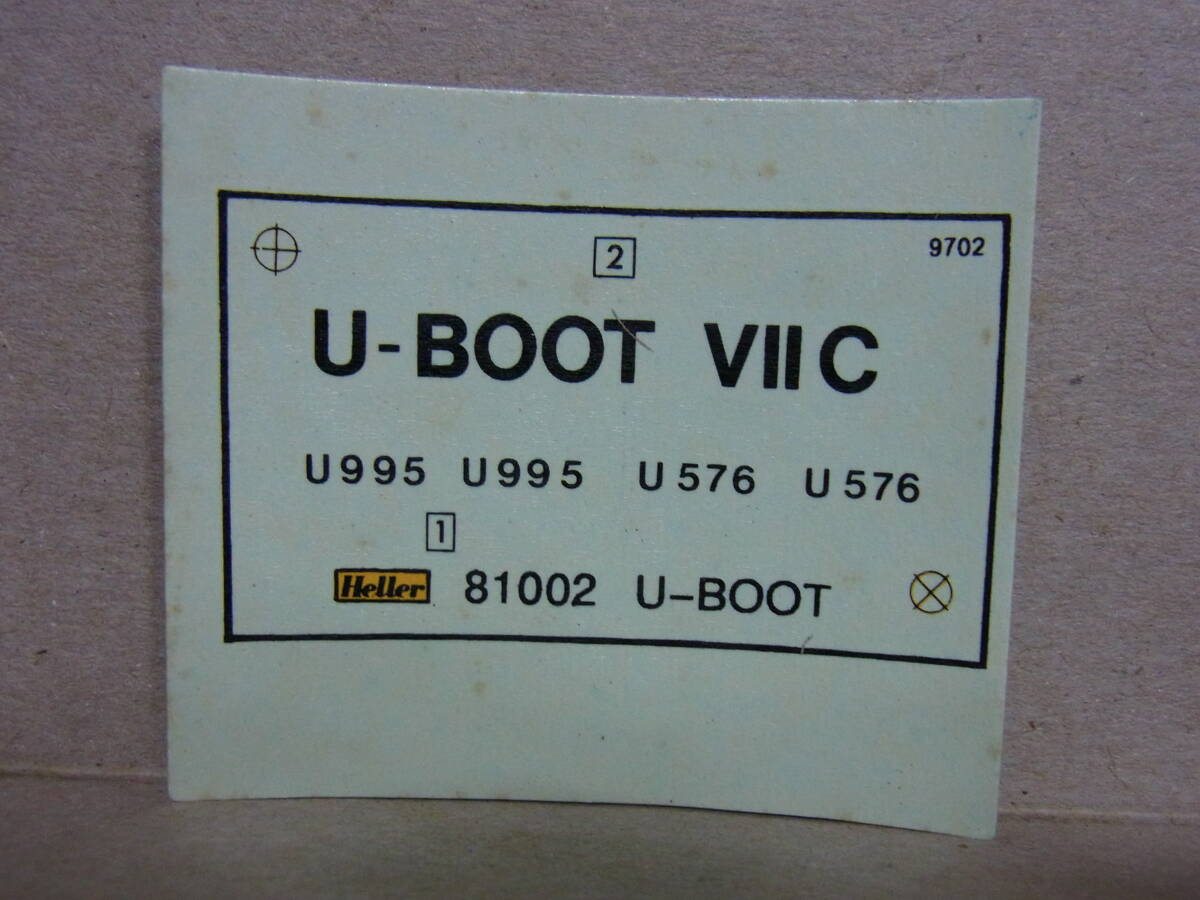 2 9702
U-BOOT VIIC
U995 U995 U576 U576
1
Heller 81002 U-BOOT